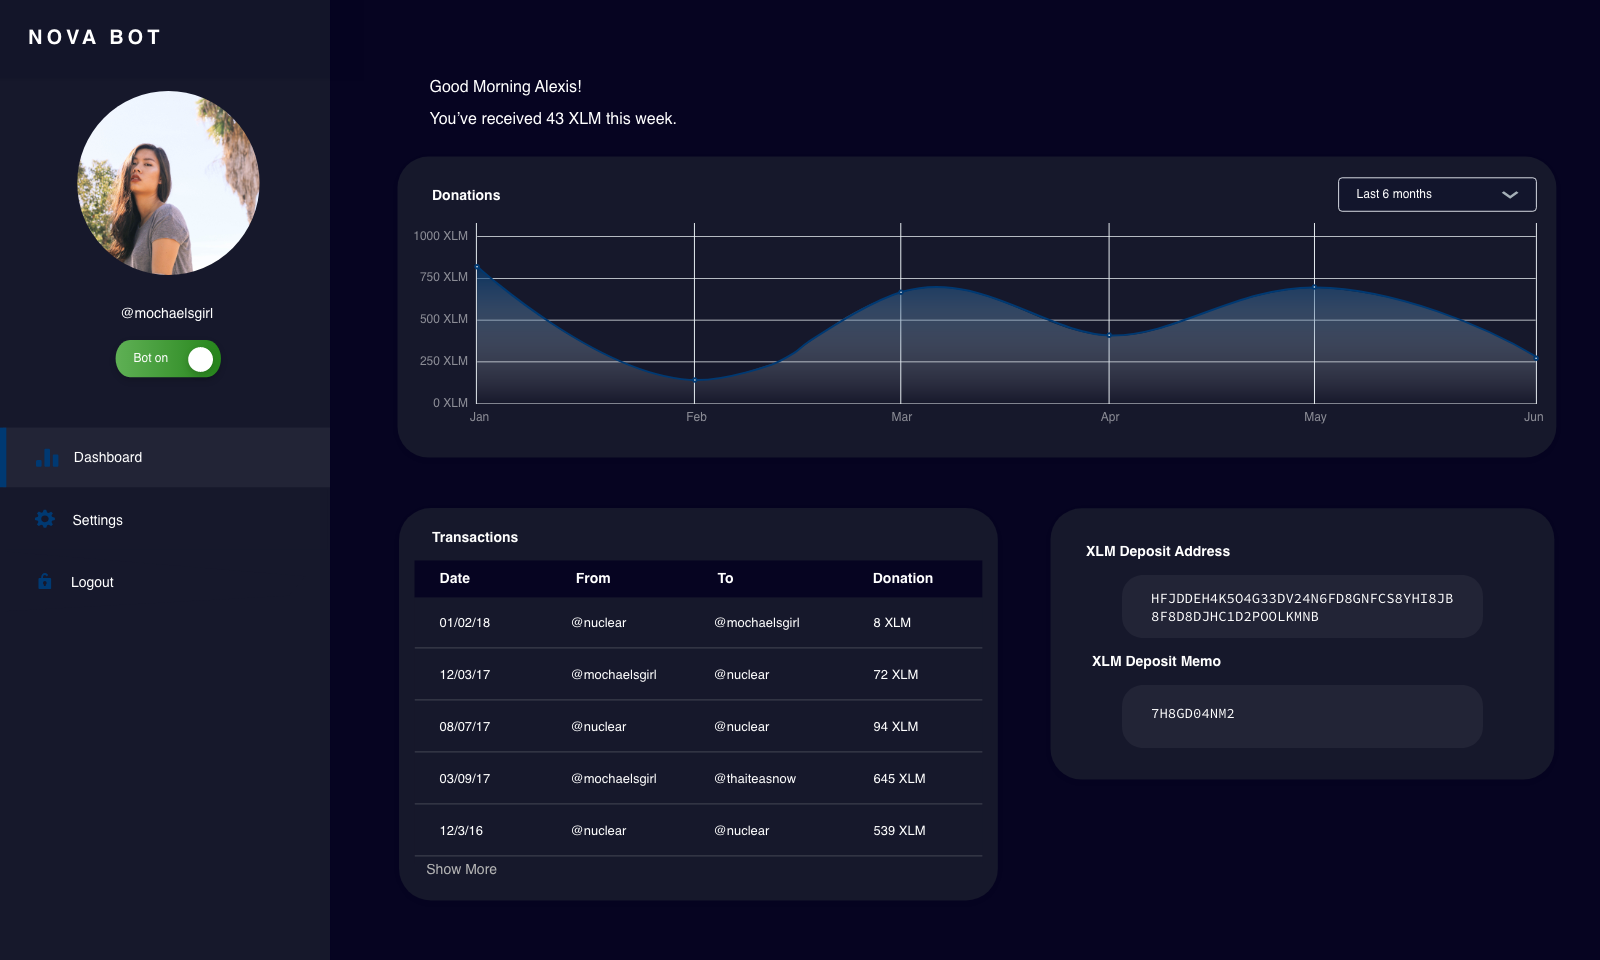 NOVA BOT
@mochaelsgirl
Bot on
Dashboard
Settings
Logout
Good Morning Alexis!
You've received 43 XLM this week.
Donations
Last 6 months
1000 XLM
750 XLM
500 XLM
250 XLM
0 XLM
Jan Feb Mar Apr May Jun
Transactions
Date From To Donation
01/02/18 @nuclear @mochaelsgirl 8 XLM
12/03/17 @mochaelsgirl @nuclear 72 XLM
08/07/17 @nuclear @nuclear 94 XLM
03/09/17 @mochaelsgirl @thaiteasnow 645 XLM
12/3/16 @nuclear @nuclear 539 XLM
Show More
XLM Deposit Address
HFJDDEH4K5O4G33DV24N6FD8GNFCS8YHI8JB
8F8D8DJHC1D2POOLKMNB
XLM Deposit Memo
7H8GD04NM2